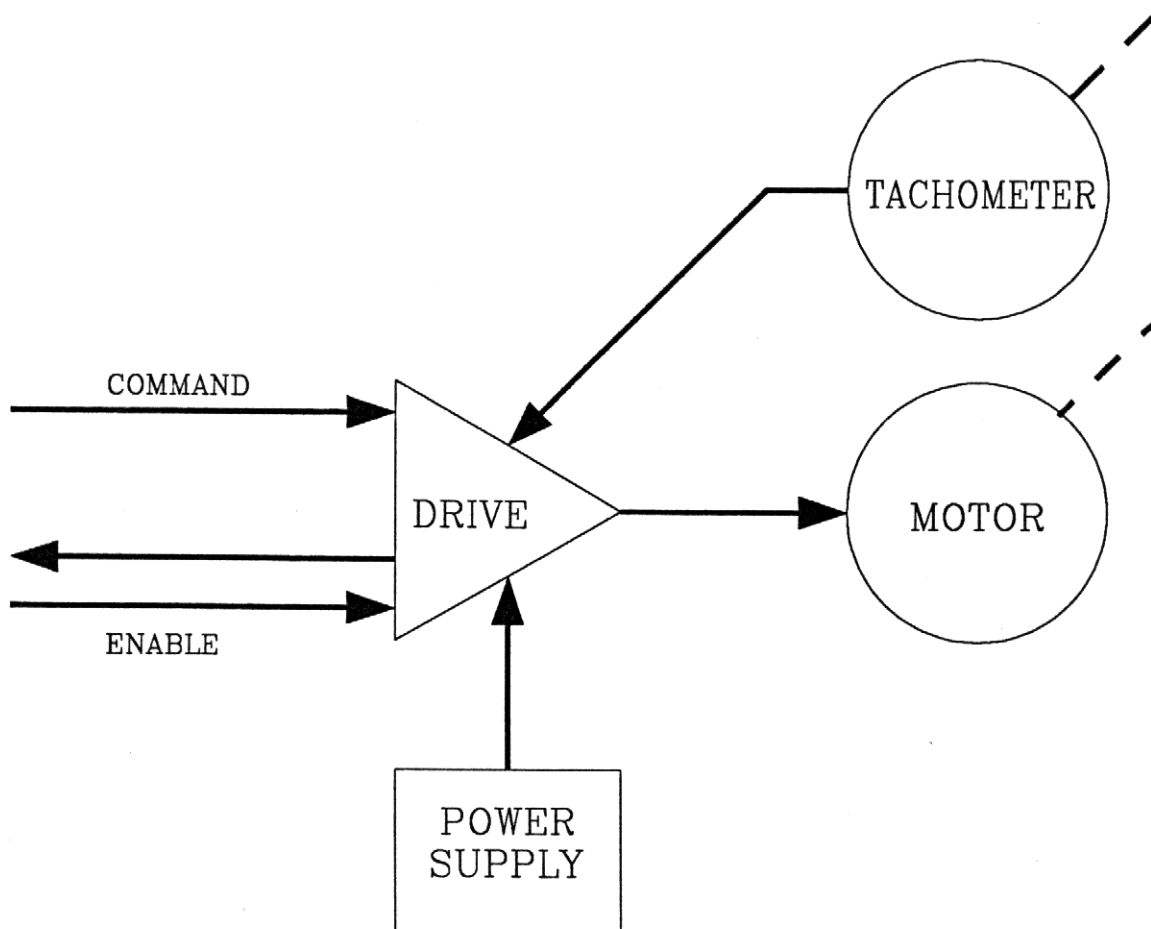 TACHOMETER
COMMAND
DRIVE
MOTOR
ENABLE
POWER
SUPPLY